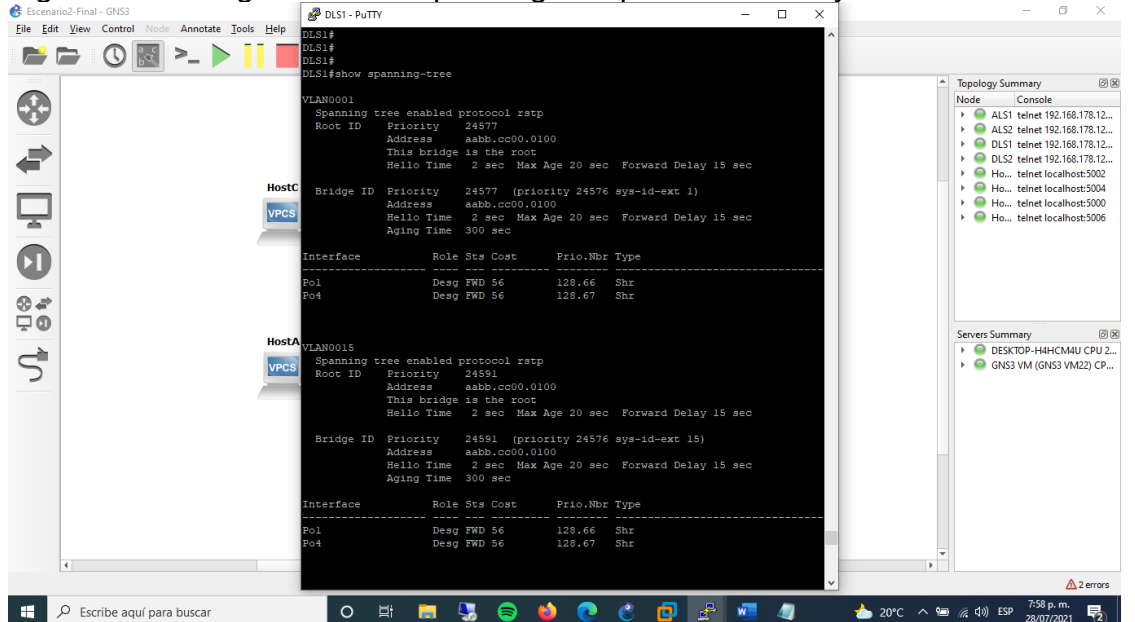 Escenario2-Final - GNS3
File Edit View Control Node Annotate Tools Help
DLS1 - PuTTY
DLS1#
DLS1#
DLS1#
DLS1#show spanning-tree
VLAN0001
Spanning tree enabled protocol rstp
Root ID Priority 24577
Address aabb.cc00.0100
This bridge is the root
Hello Time 2 sec Max Age 20 sec Forward Delay 15 sec
Bridge ID Priority 24577 (priority 24576 sys-id-ext 1)
Address aabb.cc00.0100
Hello Time 2 sec Max Age 20 sec Forward Delay 15 sec
Aging Time 300 sec
Interface Role Sts Cost Prio.Nbr Type
------------------- ---- --- --------- -------- --------------------------------
Po1 Desg FWD 56 128.66 Shr
Po4 Desg FWD 56 128.67 Shr
VLAN0015
Spanning tree enabled protocol rstp
Root ID Priority 24591
Address aabb.cc00.0100
This bridge is the root
Hello Time 2 sec Max Age 20 sec Forward Delay 15 sec
Bridge ID Priority 24591 (priority 24576 sys-id-ext 15)
Address aabb.cc00.0100
Hello Time 2 sec Max Age 20 sec Forward Delay 15 sec
Aging Time 300 sec
Interface Role Sts Cost Prio.Nbr Type
------------------- ---- --- --------- -------- --------------------------------
Po1 Desg FWD 56 128.66 Shr
Po4 Desg FWD 56 128.67 Shr
HostC
VPCS
HostA
VPCS
Topology Summary
Node Console
ALS1 telnet 192.168.178.12...
ALS2 telnet 192.168.178.12...
DLS1 telnet 192.168.178.12...
DLS2 telnet 192.168.178.12...
Ho... telnet localhost:5002
Ho... telnet localhost:5004
Ho... telnet localhost:5000
Ho... telnet localhost:5006
Servers Summary
DESKTOP-H4HCM4U CPU 2...
GNS3 VM (GNS3 VM22) CP...
2 errors
Escribe aquí para buscar
20°C
ESP
7:58 p. m.
28/07/2021
2